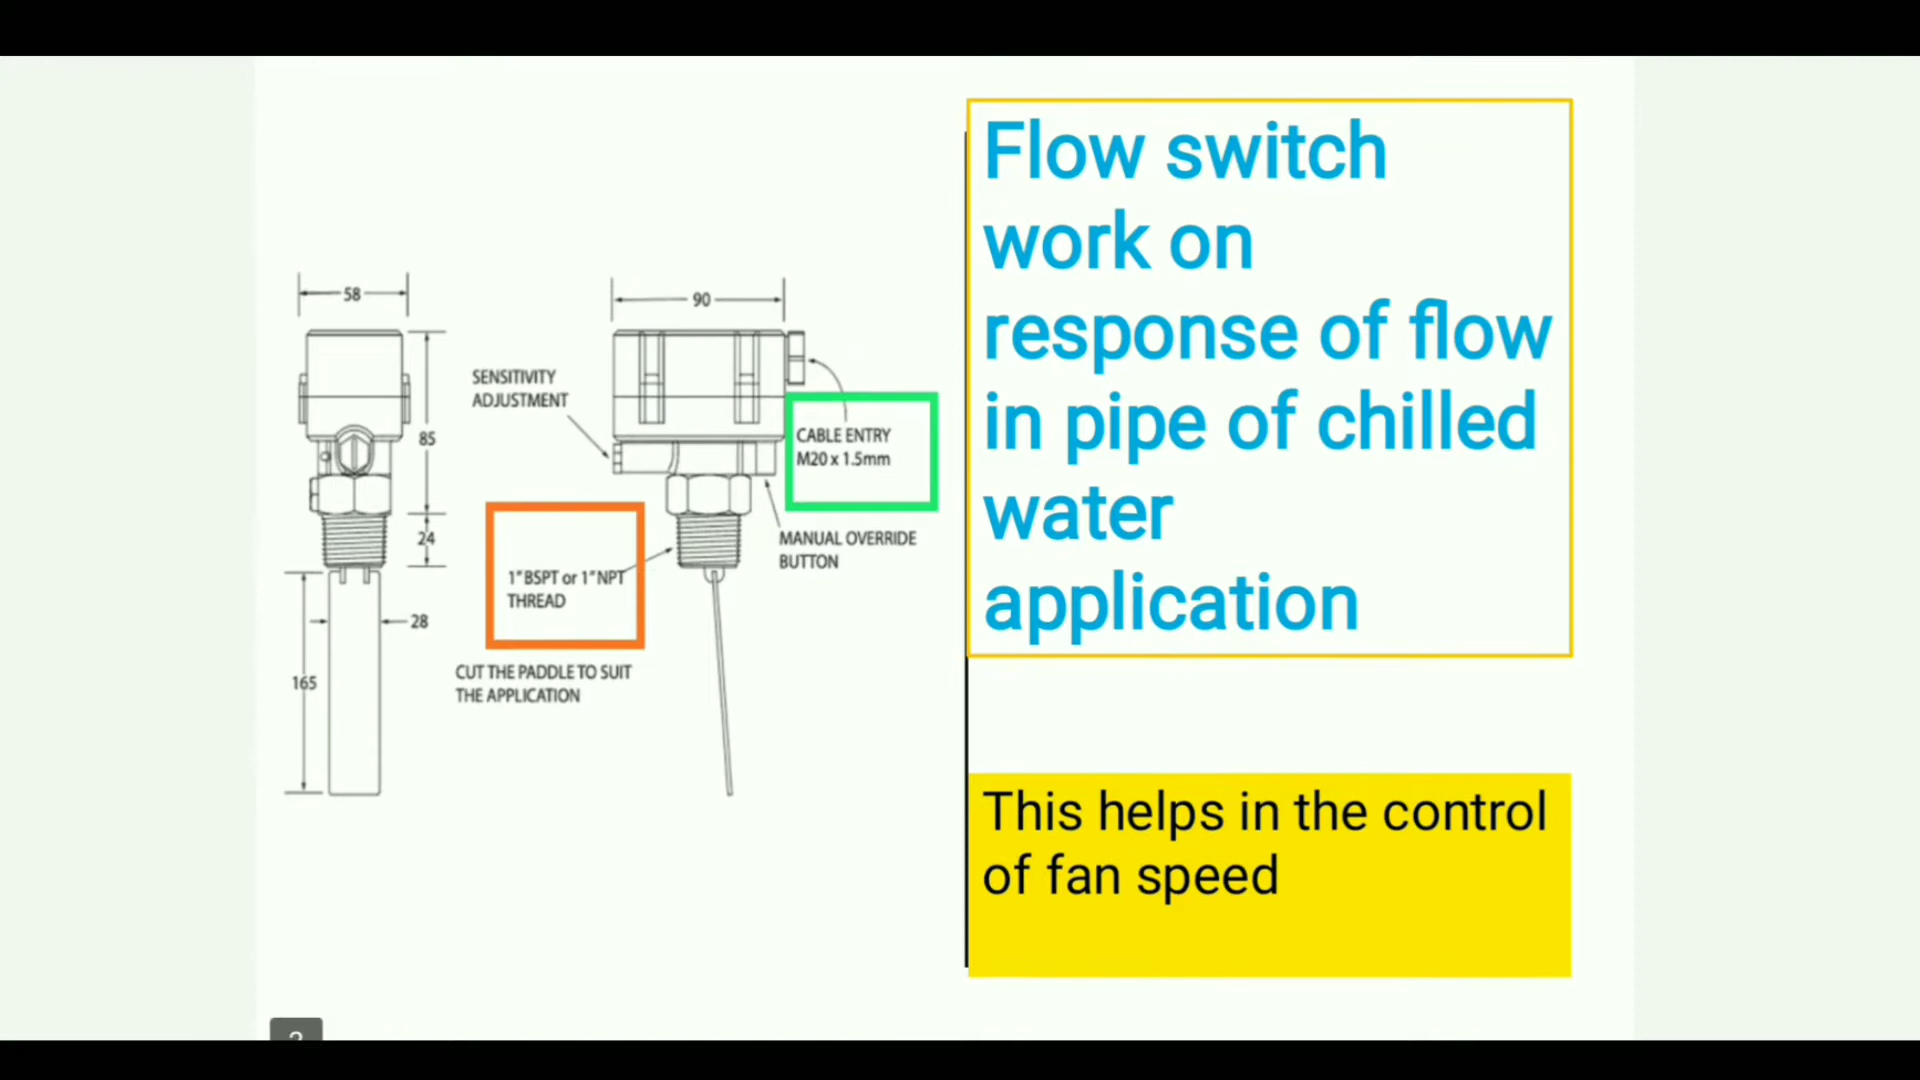 58
90
SENSITIVITY
ADJUSTMENT
85
CABLE ENTRY
M20 x 1.5mm
24
MANUAL OVERRIDE
BUTTON
1" BSPT or 1" NPT
THREAD
28
165
CUT THE PADDLE TO SUIT
THE APPLICATION
Flow switch
work on
response of flow
in pipe of chilled
water
application
This helps in the control
of fan speed